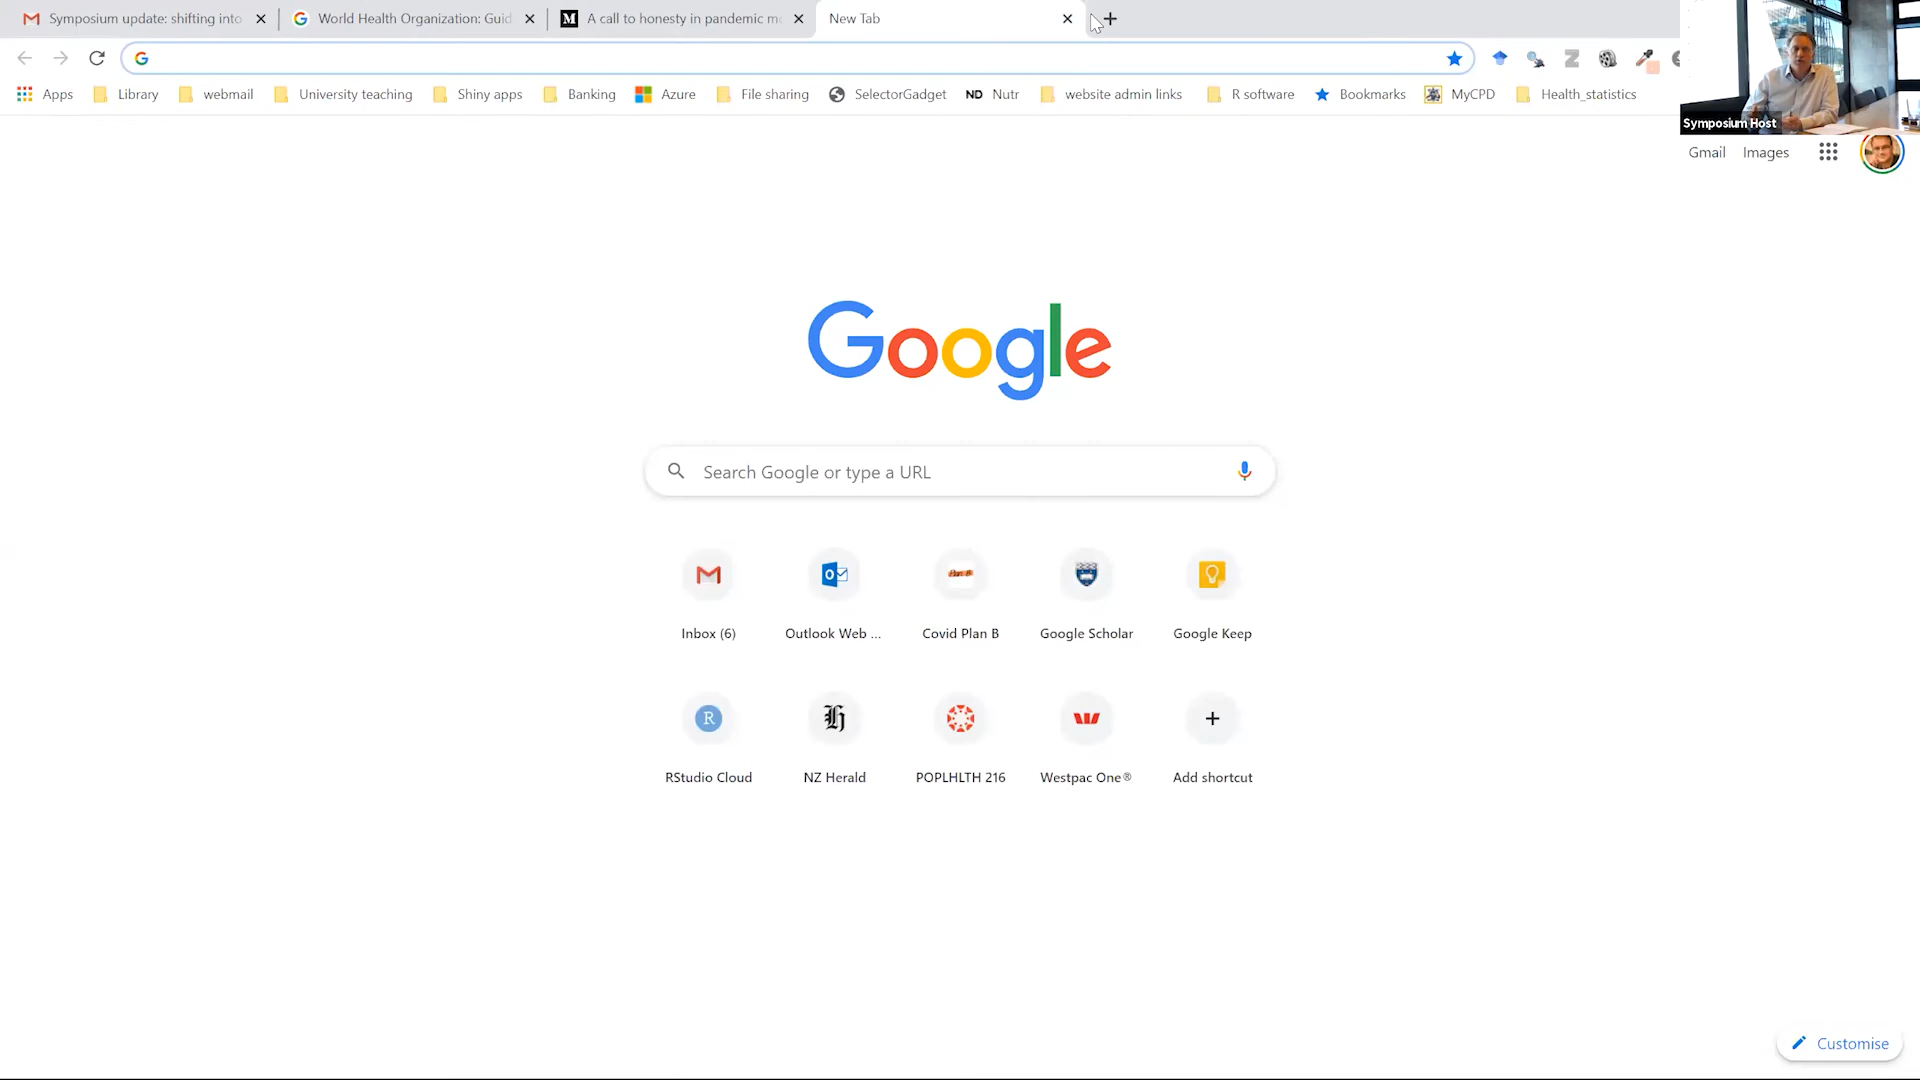 Symposium update: shifting into
World Health Organization: Guid
A call to honesty in pandemic mo
New Tab
Apps
Library
webmail
University teaching
Shiny apps
Banking
Azure
File sharing
SelectorGadget
ND Nutr
website admin links
R software
Bookmarks
MyCPD
Health_statistics
Symposium Host
Gmail
Images
Google
Search Google or type a URL
Inbox (6)
Outlook Web ...
Plan B
Covid Plan B
Google Scholar
Google Keep
R
RStudio Cloud
NZ Herald
POPLHLTH 216
Westpac One®
Add shortcut
Customise